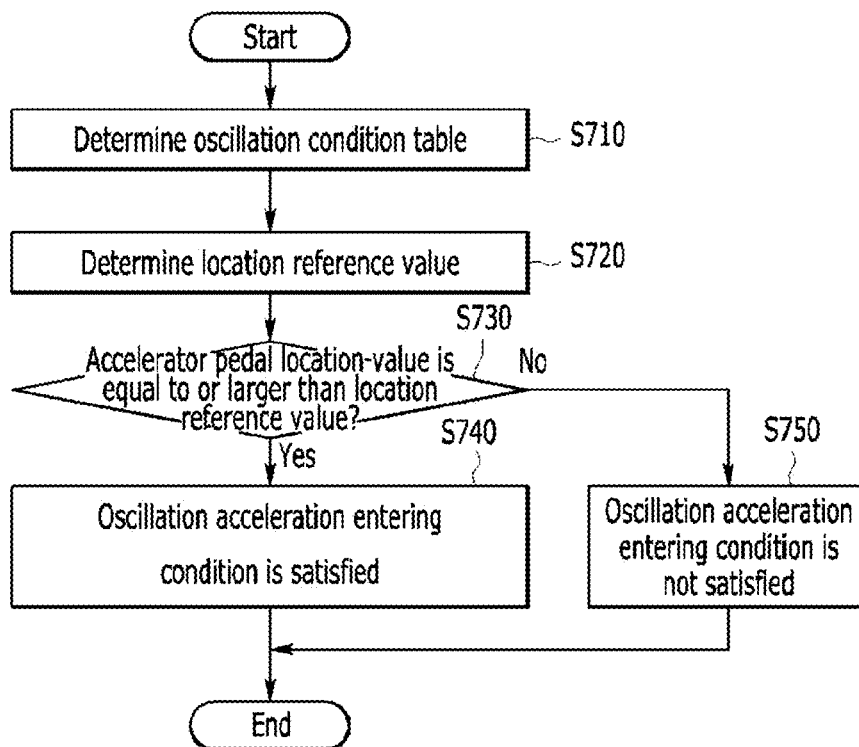 Start
Determine oscillation condition table
S710
Determine location reference value
S720
S730
Accelerator pedal location-value is
equal to or larger than location
reference value?
No
Yes
S740
Oscillation acceleration entering
condition is satisfied
S750
Oscillation acceleration
entering condition is
not satisfied
End